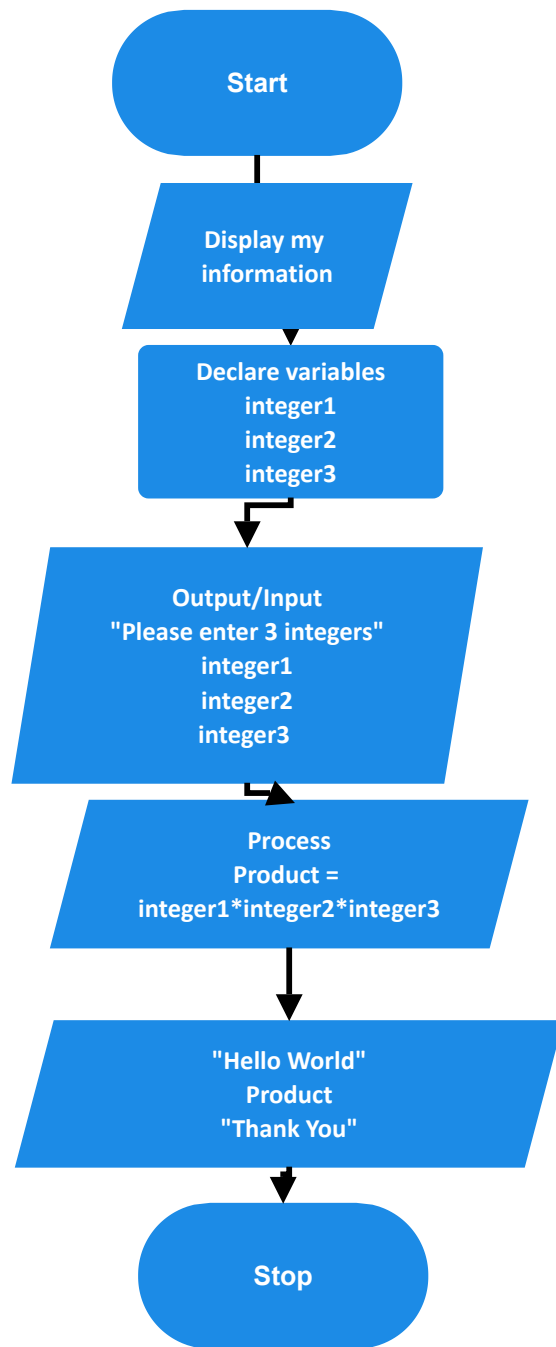 Start
Display my
information
Declare variables
integer1
integer2
integer3
Output/Input
"Please enter 3 integers"
integer1
integer2
integer3
Process
Product =
integer1*integer2*integer3
"Hello World"
Product
"Thank You"
Stop